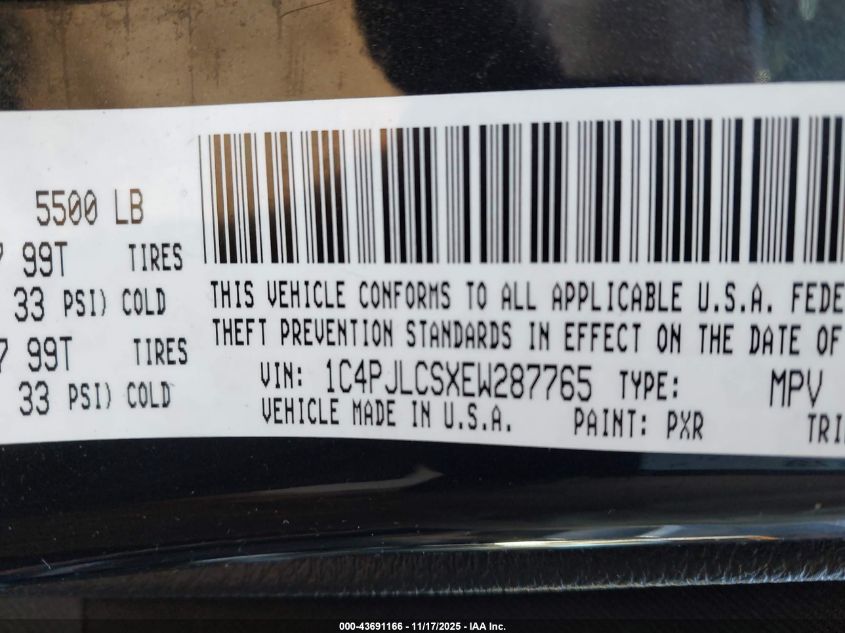 5500 LB
99T TIRES
33 PSI) COLD
7 99T TIRES
33 PSI) COLD
THIS VEHICLE CONFORMS TO ALL APPLICABLE U.S.A. FEDE
THEFT PREVENTION STANDARDS IN EFFECT ON THE DATE OF
VIN: 1C4PJLCSXEW287765 TYPE: MPV
VEHICLE MADE IN U.S.A. PAINT: PXR TRI
000-43691166 - 11/17/2025 - IAA Inc.